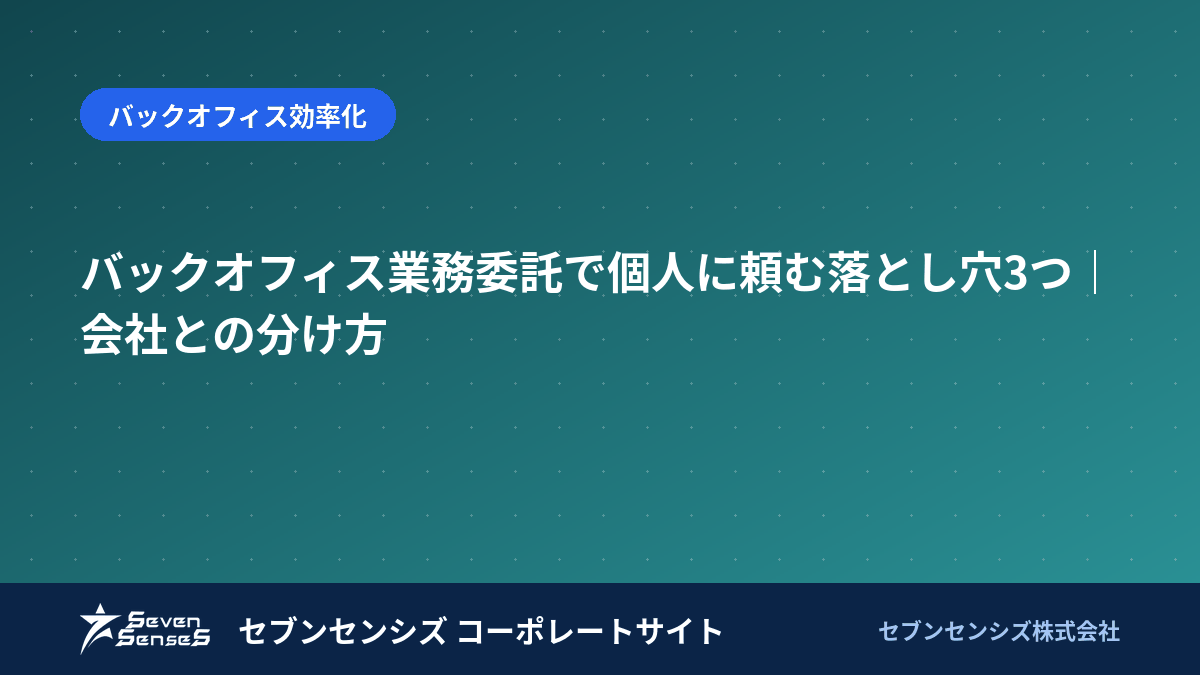 バックオフィス効率化
バックオフィス業務委託で個人に頼む落とし穴3つ｜
会社との分け方
Seven
Senses
セブンセンシズ コーポレートサイト
セブンセンシズ株式会社